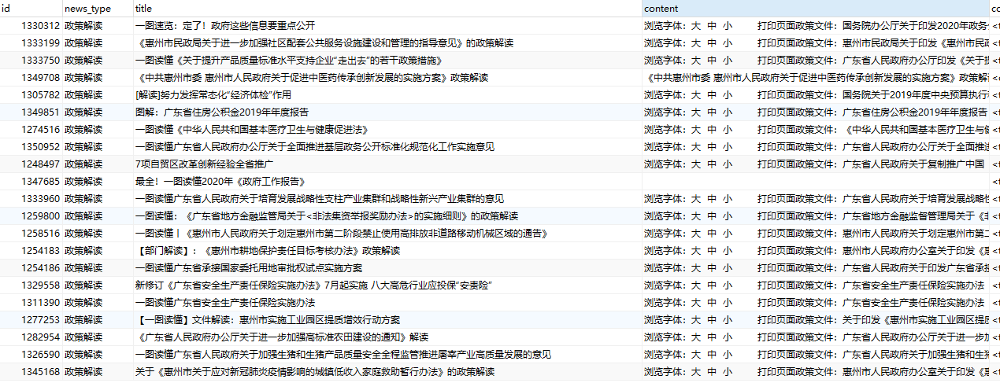 id news_type title content co
1330312 政策解读 一图速览：定了！政府这些信息要重点公开 浏览字体：大 中 小 打印页面政策文件：国务院办公厅关于印发2020年政务
1333199 政策解读 《惠州市民政局关于进一步加强社区配套公共服务设施建设和管理的指导意见》的政策解读 浏览字体：大 中 小 打印页面政策文件：惠州市民政局关于印发《惠州市民政
1333750 政策解读 一图读懂《关于提升产品质量标准水平支持企业“走出去”的若干政策措施》 浏览字体：大 中 小 打印页面政策文件：广东省人民政府办公厅印发《关于提
1349708 政策解读 《中共惠州市委 惠州市人民政府关于促进中医药传承创新发展的实施方案》政策解读 《中共惠州市委 惠州市人民政府关于促进中医药传承创新发展的实施方案》政策解
1305782 政策解读 [解读]努力发挥常态化“经济体检”作用 浏览字体：大 中 小 打印页面政策文件：国务院关于2019年度中央预算执行
1349851 政策解读 图解：广东省住房公积金2019年年度报告 浏览字体：大 中 小 打印页面政策文件：广东省住房公积金2019年年度报告 <
1274516 政策解读 一图读懂《中华人民共和国基本医疗卫生与健康促进法》 浏览字体：大 中 小 打印页面政策文件：《中华人民共和国基本医疗卫生与 <
1350952 政策解读 一图读懂广东省人民政府办公厅关于全面推进基层政务公开标准化规范化工作实施意见 浏览字体：大 中 小 打印页面政策文件：广东省人民政府办公厅关于全面推 <
1248497 政策解读 7项自贸区改革创新经验全省推广 浏览字体：大 中 小 打印页面政策文件：广东省人民政府关于复制推广中国 <
1347685 政策解读 最全！一图读懂2020年《政府工作报告》 <
1333960 政策解读 一图读懂广东省人民政府关于培育发展战略性支柱产业集群和战略性新兴产业集群的意见 浏览字体：大 中 小 打印页面政策文件：广东省人民政府关于培育发展战略性 <
1259800 政策解读 一图读懂：《广东省地方金融监管局关于<非法集资举报奖励办法>的实施细则》的政策解读 浏览字体：大 中 小 打印页面政策文件：广东省地方金融监督管理局关于《非 <
1258516 政策解读 一图读懂丨《惠州市人民政府关于划定惠州市第二阶段禁止使用高排放非道路移动机械区域的通告》 浏览字体：大 中 小 打印页面政策文件：惠州市人民政府关于划定惠州市第二 <
1254183 政策解读 【部门解读】：《惠州市耕地保护责任目标考核办法》政策解读 浏览字体：大 中 小 打印页面政策文件：惠州市人民政府办公室关于印发《惠 <
1254186 政策解读 一图读懂广东省承接国家委托用地审批权试点实施方案 浏览字体：大 中 小 打印页面政策文件：广东省人民政府关于印发广东省承 <
1329558 政策解读 新修订《广东省安全生产责任保险实施办法》7月起实施 八大高危行业应投保“安责险” 浏览字体：大 中 小 打印页面政策文件：广东省安全生产责任保险实施办法 <
1311390 政策解读 一图读懂广东省安全生产责任保险实施办法 浏览字体：大 中 小 打印页面政策文件：广东省安全生产责任保险实施办法 <
1277253 政策解读 【一图读懂】文件解读：惠州市实施工业园区提质增效行动方案 浏览字体：大 中 小 打印页面政策文件：关于印发《惠州市实施工业园区提质 <
1282954 政策解读 《广东省人民政府办公厅关于进一步加强高标准农田建设的通知》解读 浏览字体：大 中 小 打印页面政策文件：广东省人民政府办公厅关于进一步加 <
1326590 政策解读 一图读懂广东省人民政府关于加强生猪和生猪产品质量安全全程监管推进屠宰产业高质量发展的意见 浏览字体：大 中 小 打印页面政策文件：广东省人民政府关于加强生猪和生 <
1345168 政策解读 关于《惠州市关于应对新冠肺炎疫情影响的城镇低收入家庭救助暂行办法》的政策解读 浏览字体：大 中 小 打印页面政策文件：惠州市人民政府办公室关于印发《惠 <